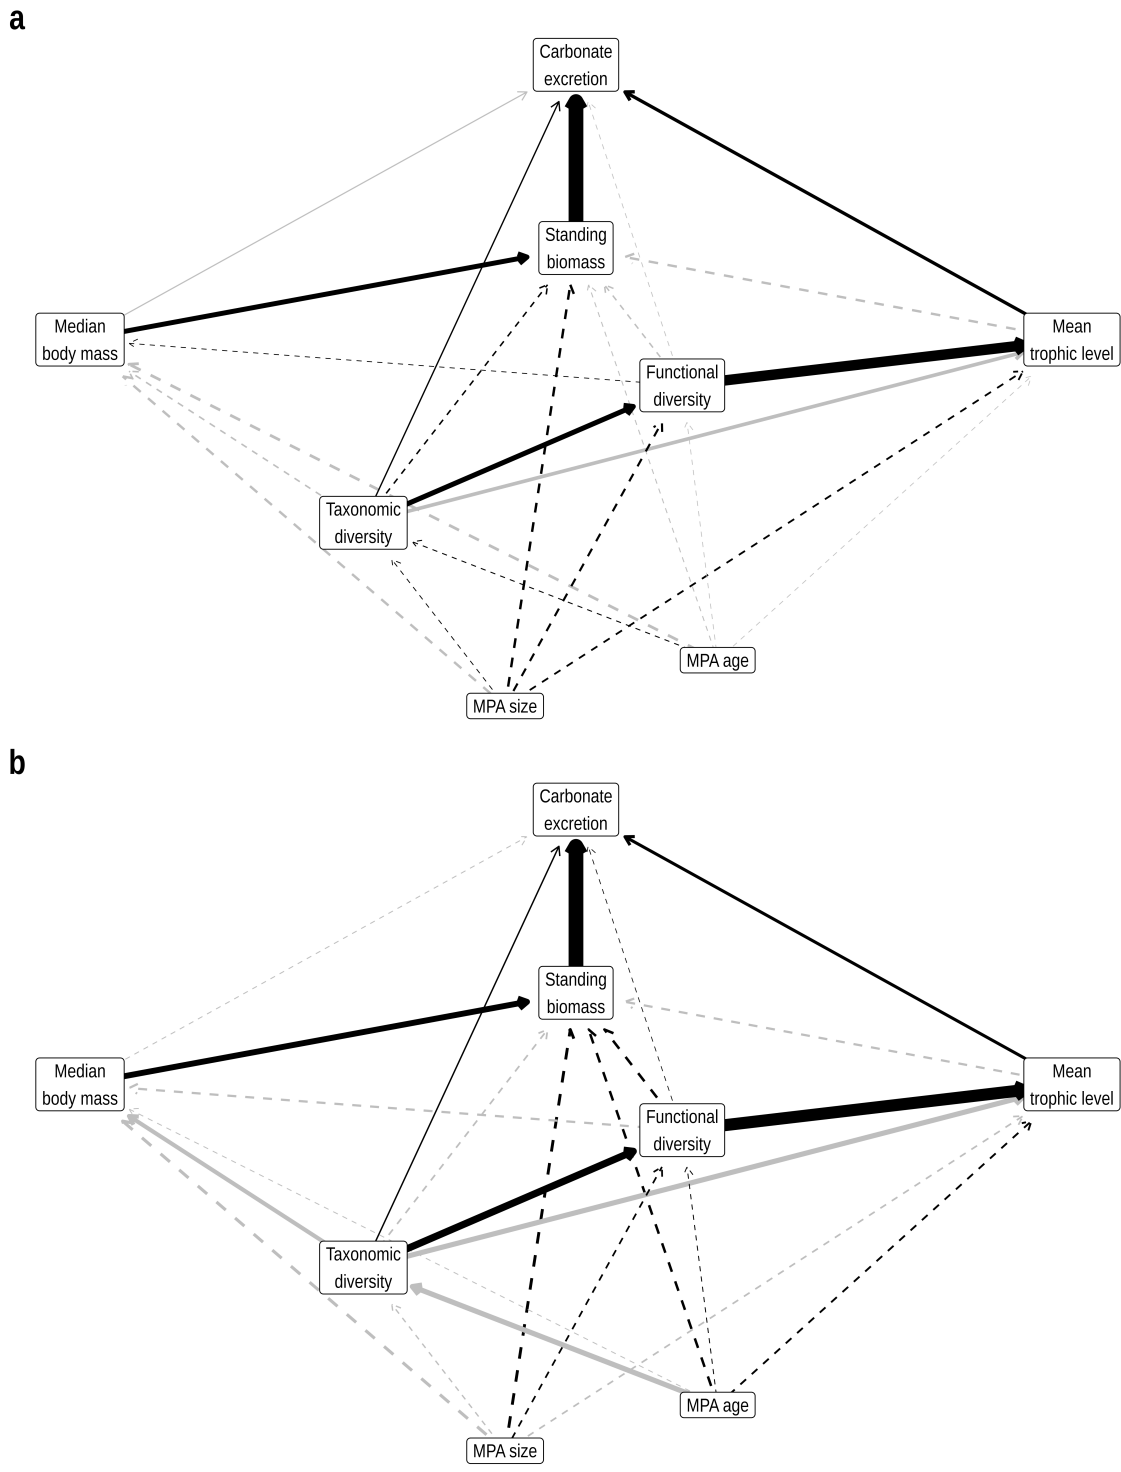 a
Carbonate
excretion
Standing
biomass
Median
body mass
Mean
trophic level
Functional
diversity
Taxonomic
diversity
MPA age
MPA size
b
Carbonate
excretion
Standing
biomass
Median
body mass
Mean
trophic level
Functional
diversity
Taxonomic
diversity
MPA age
MPA size